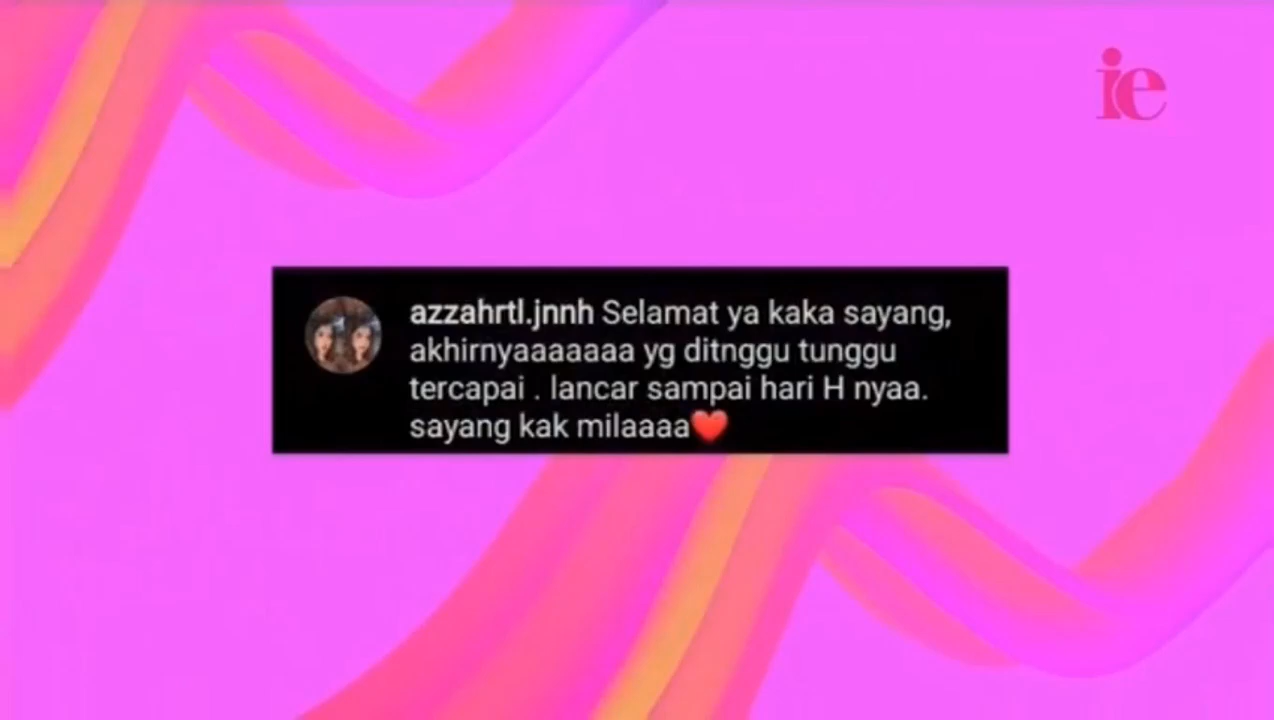 ie
azzahrtl.jnnh Selamat ya kaka sayang,
akhirnyaaaaaaa yg ditnggu tunggu
tercapai . lancar sampai hari H nyaa.
sayang kak milaaaa❤️